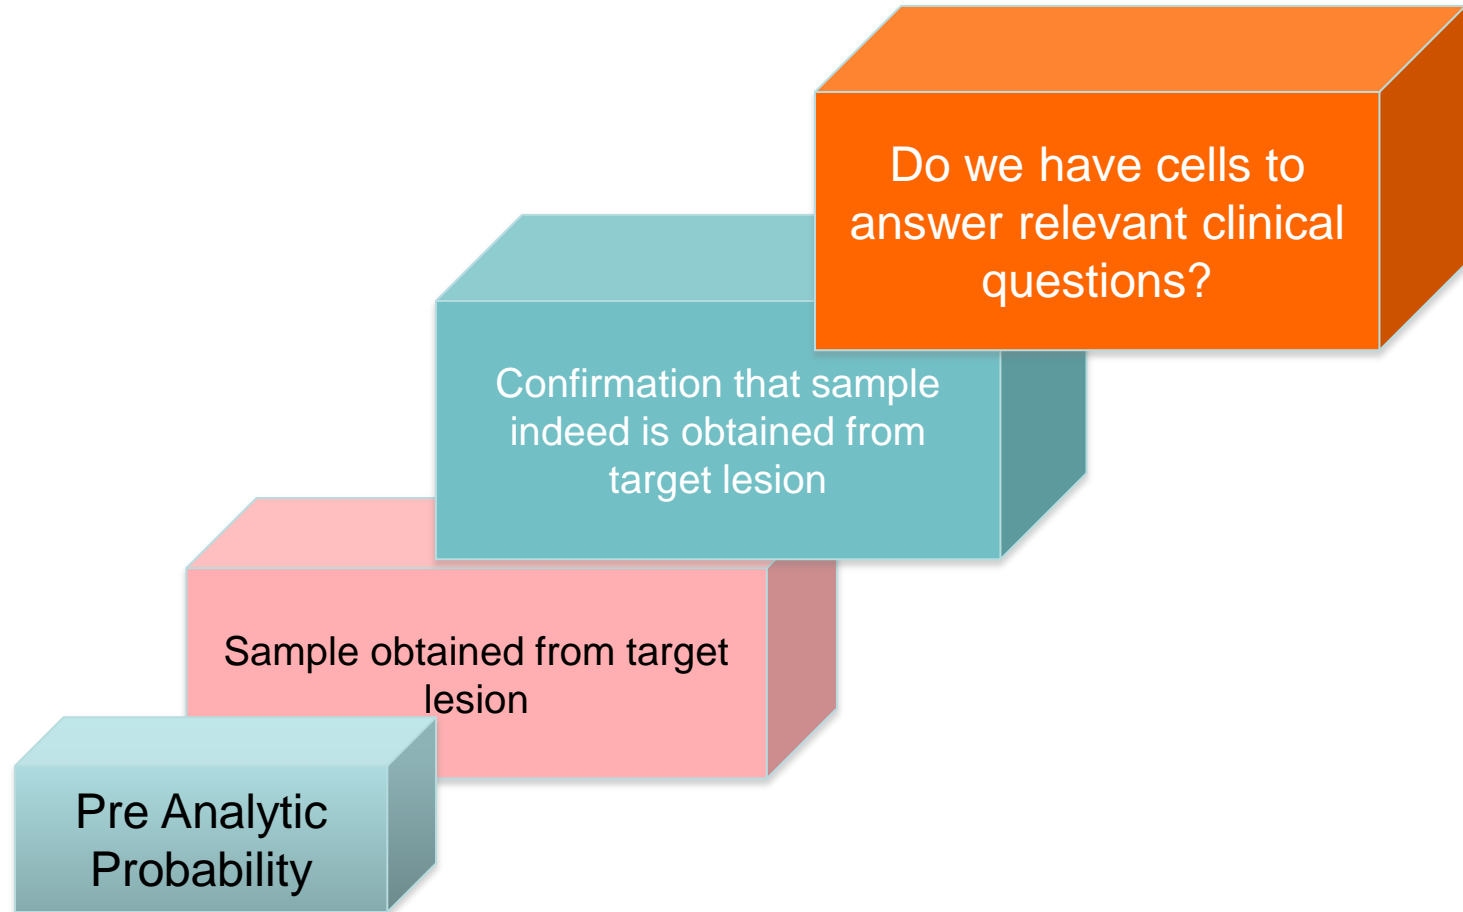 Do we have cells to
answer relevant clinical
questions?
Confirmation that sample
indeed is obtained from
target lesion
Sample obtained from target
lesion
Pre Analytic
Probability